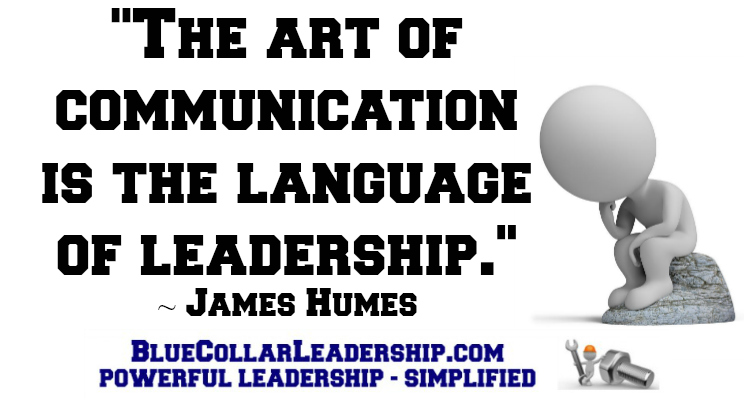 "The art of
communication
is the language
of leadership."
~ James Humes
BlueCollarLeadership.com
powerful leadership - simplified